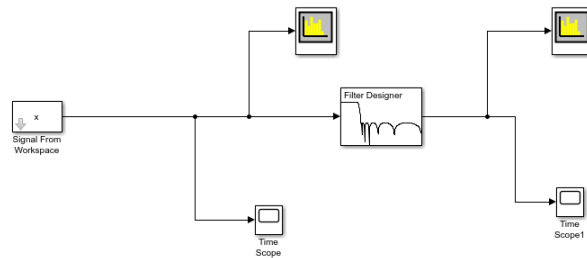 Filter Designer
x
Signal From
Workspace
Time
Scope
Time
Scope1